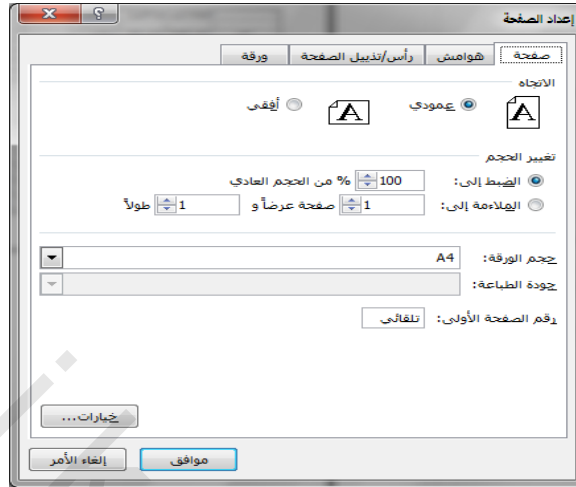 إعداد الصفحة
صفحة هوامش رأس/تذييل الصفحة ورقة
الاتجاه
A عمودي A أفقي
تغيير الحجم
الضبط إلى: 100 % من الحجم العادي
الملاءمة إلى: 1 صفحة عرضاً و 1 طولاً
حجم الورقة: A4
جودة الطباعة:
رقم الصفحة الأولى: تلقائي
خيارات...
موافق إلغاء الأمر